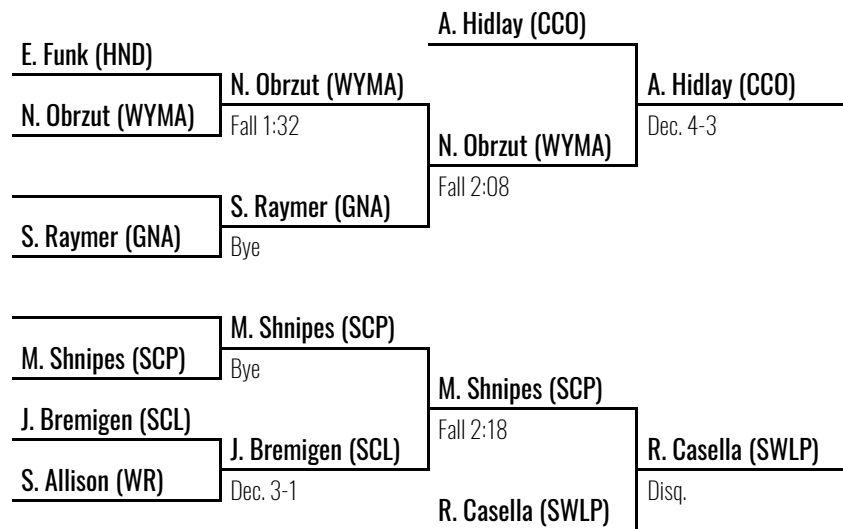 A. Hidlay (CCO)
E. Funk (HND)
N. Obrzut (WYMA)
A. Hidlay (CCO)
N. Obrzut (WYMA)
Fall 1:32
Dec. 4-3
N. Obrzut (WYMA)
Fall 2:08
S. Raymer (GNA)
S. Raymer (GNA)
Bye
M. Shnipes (SCP)
M. Shnipes (SCP)
Bye
M. Shnipes (SCP)
J. Bremigen (SCL)
Fall 2:18
J. Bremigen (SCL)
R. Casella (SWLP)
S. Allison (WR)
Dec. 3-1
Disq.
R. Casella (SWLP)